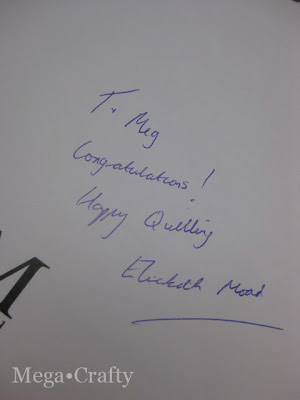 To Meg
Congratulations!
Happy Quilling
Elizabeth Moad
M
Mega•Crafty